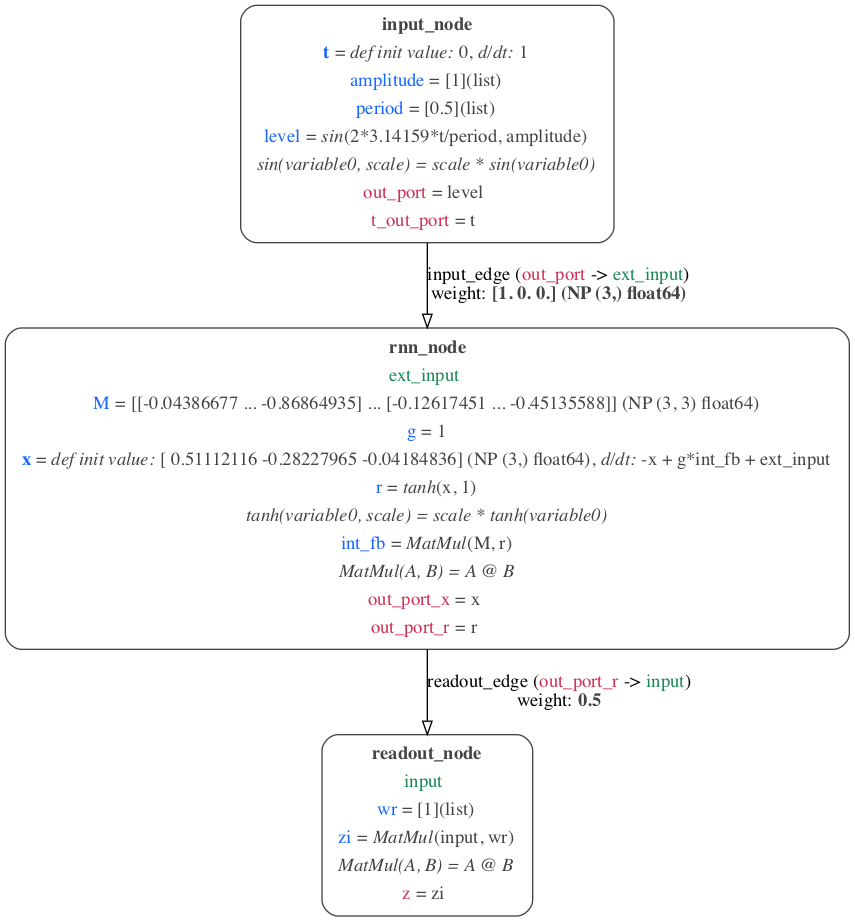 input_node
t = def init value: 0, d/dt: 1
amplitude = [1](list)
period = [0.5](list)
level = sin(2*3.14159*t/period, amplitude)
sin(variable0, scale) = scale * sin(variable0)
out_port = level
t_out_port = t
input_edge (out_port -> ext_input)
weight: [1. 0. 0.] (NP (3,) float64)
rnn_node
ext_input
M = [[-0.04386677 ... -0.86864935] ... [-0.12617451 ... -0.45135588]] (NP (3, 3) float64)
g = 1
x = def init value: [ 0.51112116 -0.28227965 -0.04184836] (NP (3,) float64), d/dt: -x + g*int_fb + ext_input
r = tanh(x, 1)
tanh(variable0, scale) = scale * tanh(variable0)
int_fb = MatMul(M, r)
MatMul(A, B) = A @ B
out_port_x = x
out_port_r = r
readout_edge (out_port_r -> input)
weight: 0.5
readout_node
input
wr = [1](list)
zi = MatMul(input, wr)
MatMul(A, B) = A @ B
z = zi